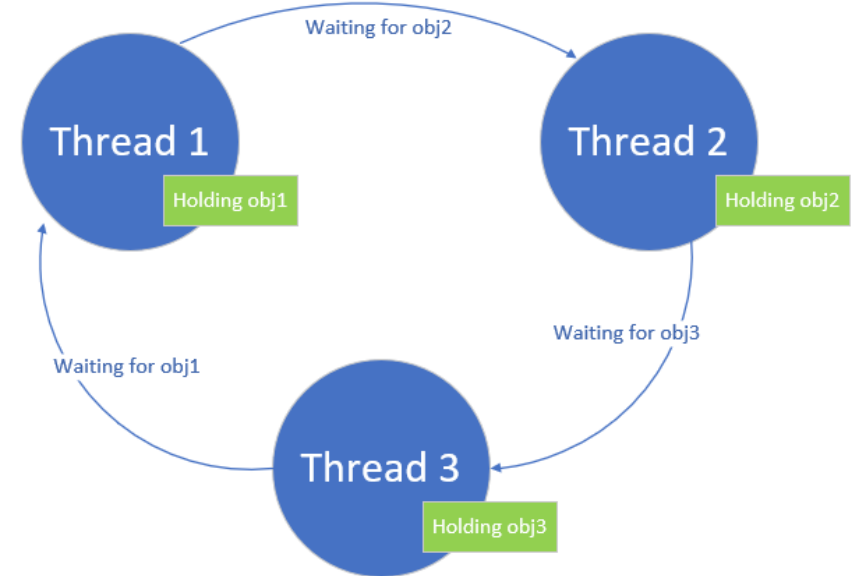 Waiting for obj2
Thread 1
Thread 2
Holding obj1
Holding obj2
Waiting for obj3
Waiting for obj1
Thread 3
Holding obj3